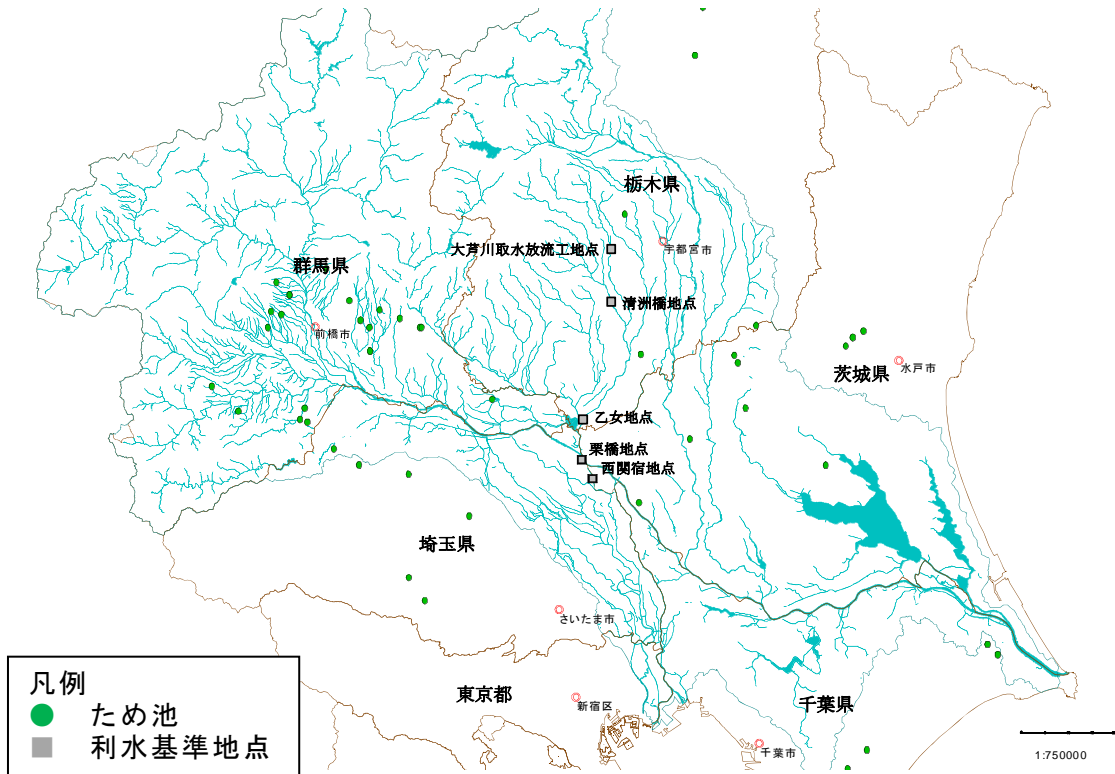 栃木県
宇都宮市
大芦川取水放流工地点
群馬県
清洲橋地点
前橋市
水戸市
茨城県
乙女地点
栗橋地点
西関宿地点
埼玉県
さいたま市
東京都
新宿区
千葉県
千葉市
1:750000
凡例
ため池
利水基準地点